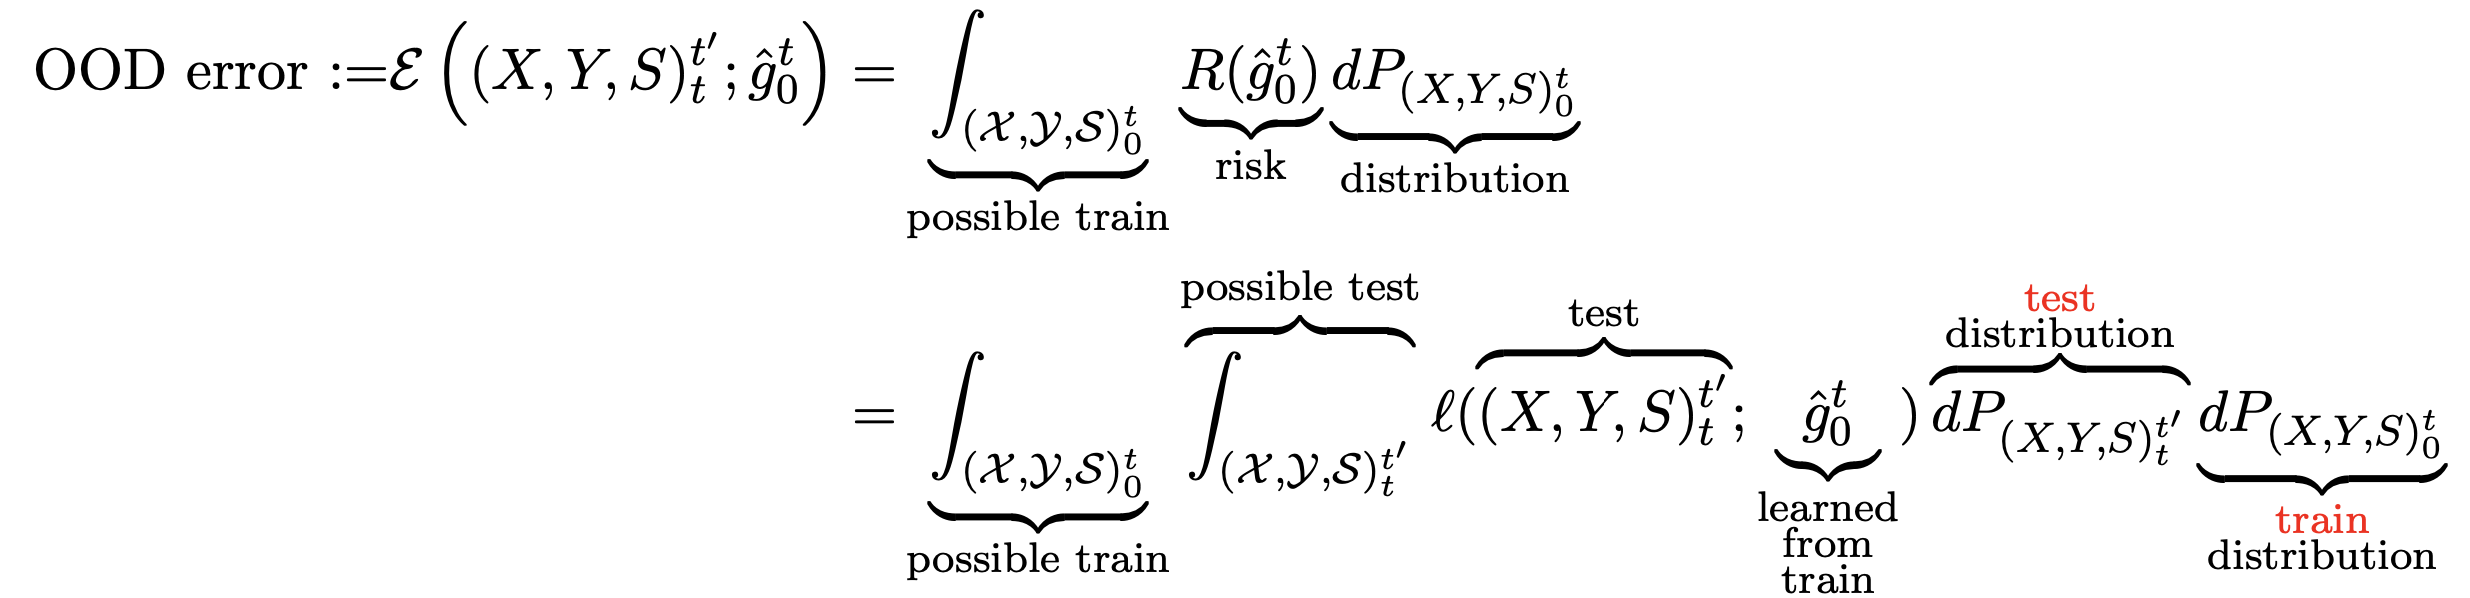 OOD error := $\mathcal{E}\left((X,Y,S)_t^{t'};\hat{g}_0^t\right) = \underbrace{\int_{(\mathcal{X},\mathcal{Y},\mathcal{S})_0^t}}_{\text{possible train}} \underbrace{R(\hat{g}_0^t)}_{\text{risk}} \underbrace{dP_{(X,Y,S)_0^t}}_{\text{distribution}}$
$= \underbrace{\int_{(\mathcal{X},\mathcal{Y},\mathcal{S})_0^t}}_{\text{possible train}} \overbrace{\int_{(\mathcal{X},\mathcal{Y},\mathcal{S})_t^{t'}}}^{\text{possible test}} \ell(\overbrace{(X,Y,S)_t^{t'}}^{\text{test}}; \underbrace{\hat{g}_0^t}_{\text{learned from train}}) \overbrace{dP_{(X,Y,S)_t^{t'}}}^{\text{test distribution}} \underbrace{dP_{(X,Y,S)_0^t}}_{\text{train distribution}}$